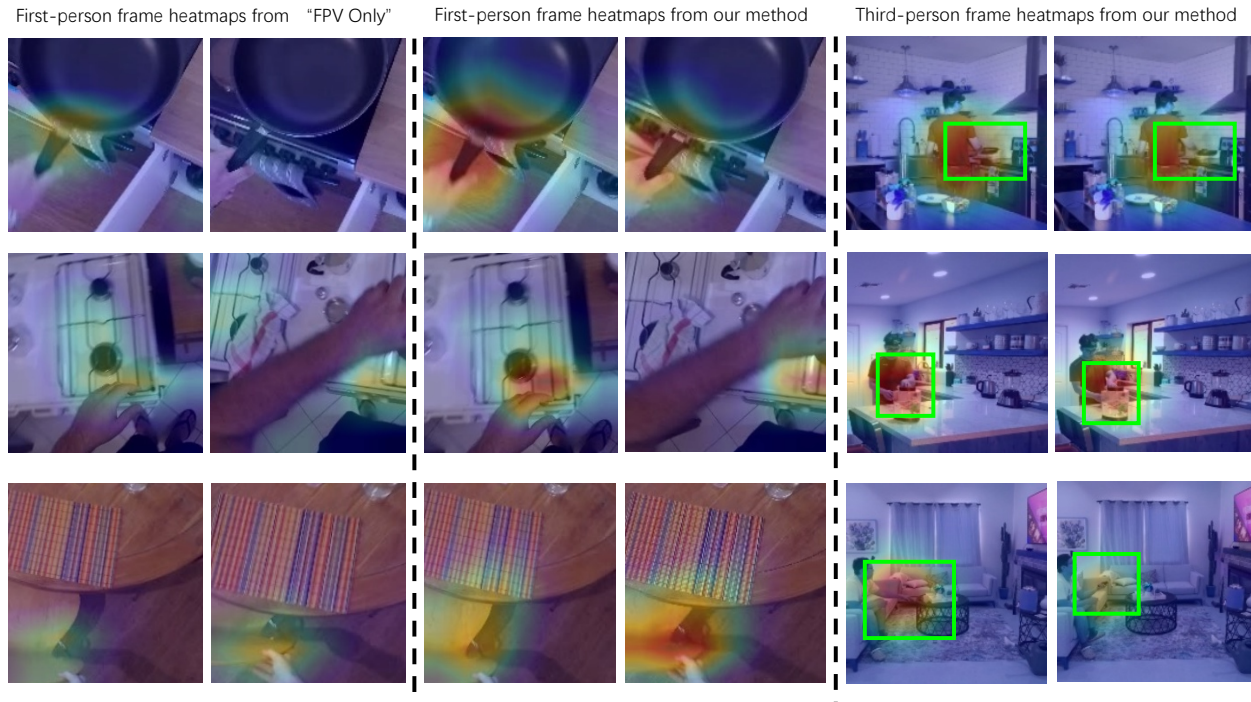 First-person frame heatmaps from “FPV Only”
First-person frame heatmaps from our method
Third-person frame heatmaps from our method